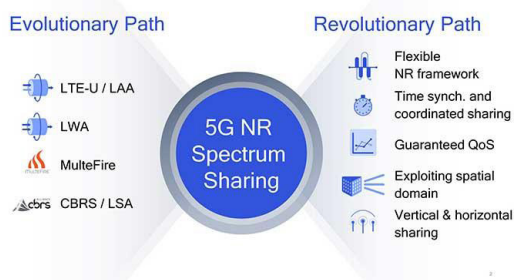 Evolutionary Path
LTE-U / LAA
LWA
MulteFire
CBRS / LSA
cbrs
5G NR
Spectrum
Sharing
Revolutionary Path
Flexible
NR framework
Time synch. and
coordinated sharing
Guaranteed QoS
Exploiting spatial
domain
Vertical & horizontal
sharing